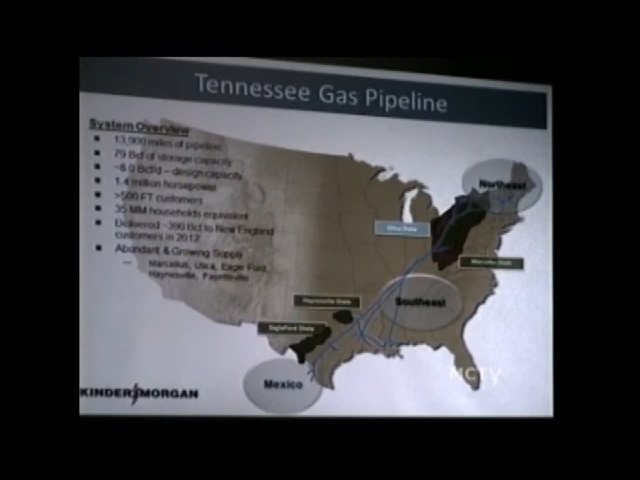 Tennessee Gas Pipeline
System Overview
13,900 miles of pipeline
79 Bcf of storage capacity
~8.0 Bcf/d – design capacity
1.4 million horsepower
>500 FT customers
35 MM households equivalent
Delivered ~390 Bcf to New England
customers in 2012
Abundant & Growing Supply
– Marcellus, Utica, Eagle Ford,
Haynesville, Fayetteville
Northeast
Utica Shale
Marcellus Shale
Southeast
Haynesville Shale
EagleFord Shale
Mexico
KINDER MORGAN
MCTV